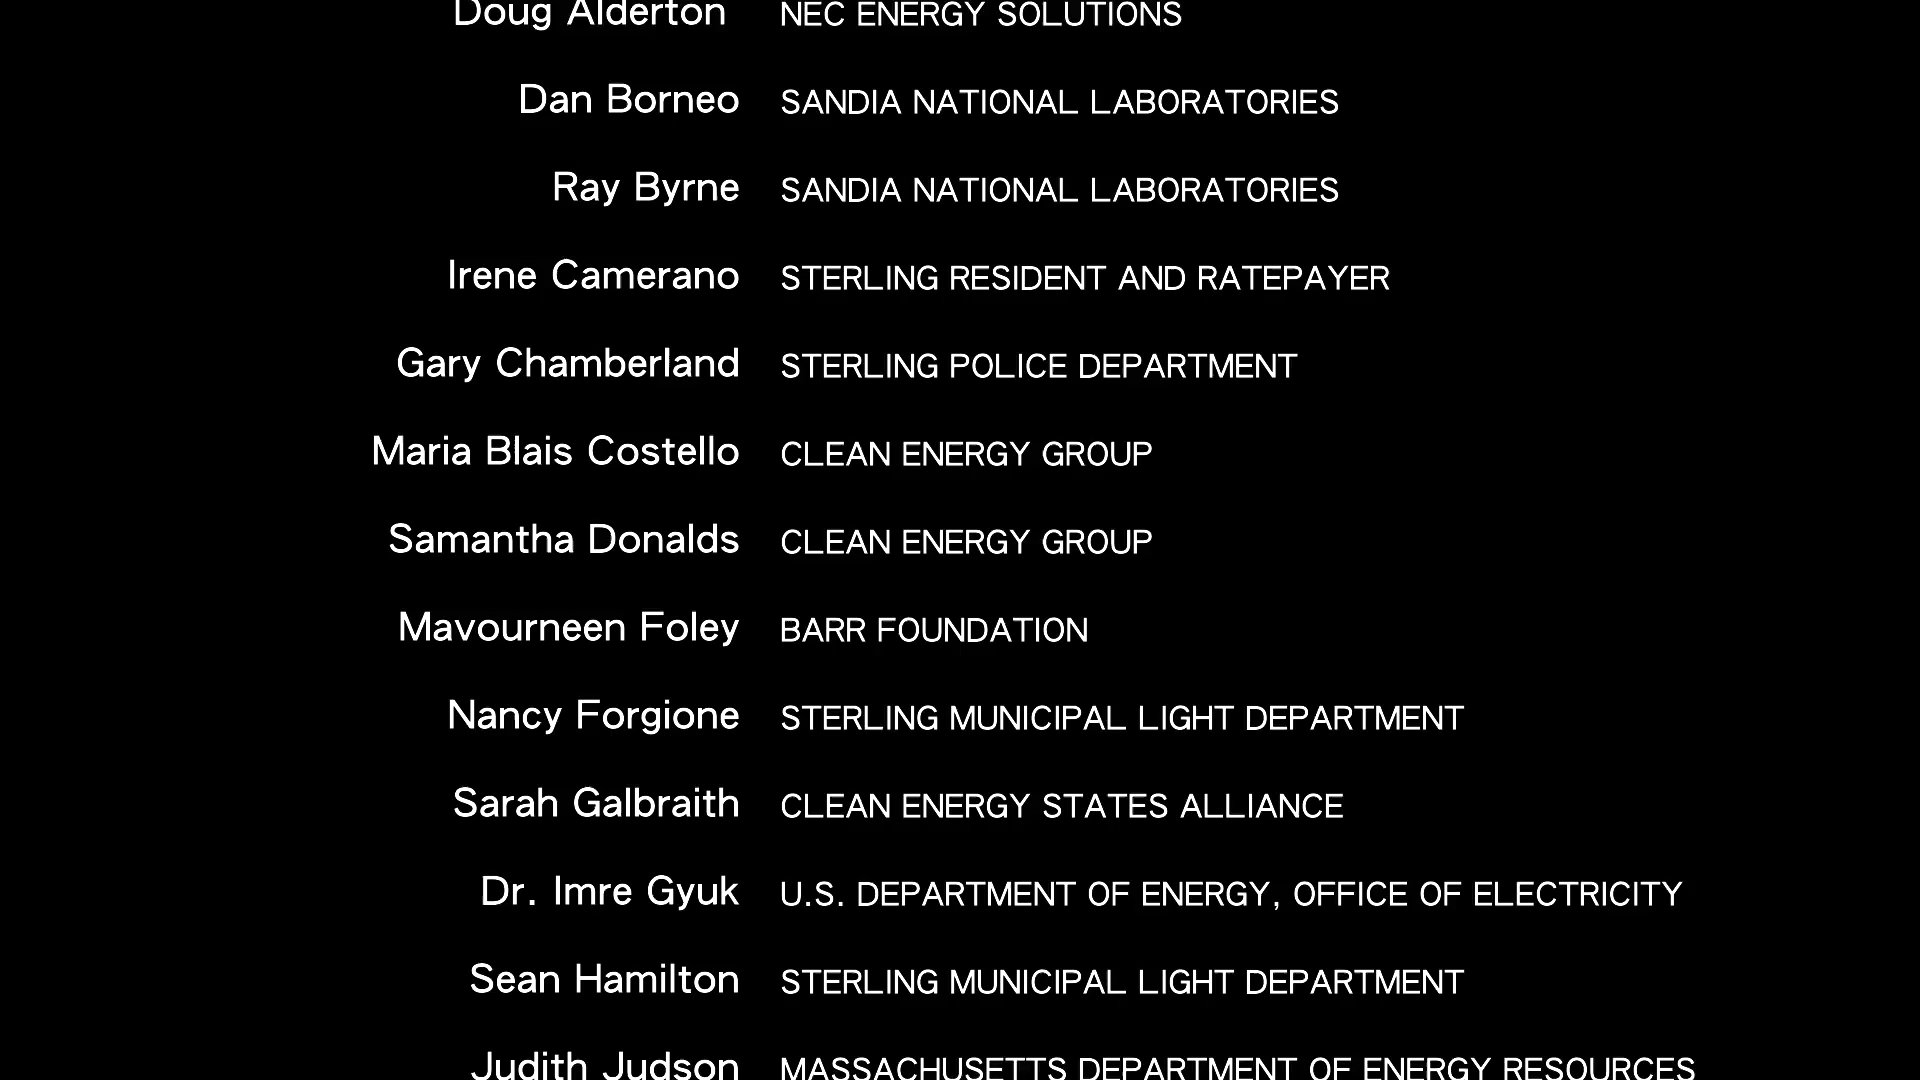 Doug Alderton NEC ENERGY SOLUTIONS
Dan Borneo SANDIA NATIONAL LABORATORIES
Ray Byrne SANDIA NATIONAL LABORATORIES
Irene Camerano STERLING RESIDENT AND RATEPAYER
Gary Chamberland STERLING POLICE DEPARTMENT
Maria Blais Costello CLEAN ENERGY GROUP
Samantha Donalds CLEAN ENERGY GROUP
Mavourneen Foley BARR FOUNDATION
Nancy Forgione STERLING MUNICIPAL LIGHT DEPARTMENT
Sarah Galbraith CLEAN ENERGY STATES ALLIANCE
Dr. Imre Gyuk U.S. DEPARTMENT OF ENERGY, OFFICE OF ELECTRICITY
Sean Hamilton STERLING MUNICIPAL LIGHT DEPARTMENT
Judith Judson MASSACHUSETTS DEPARTMENT OF ENERGY RESOURCES